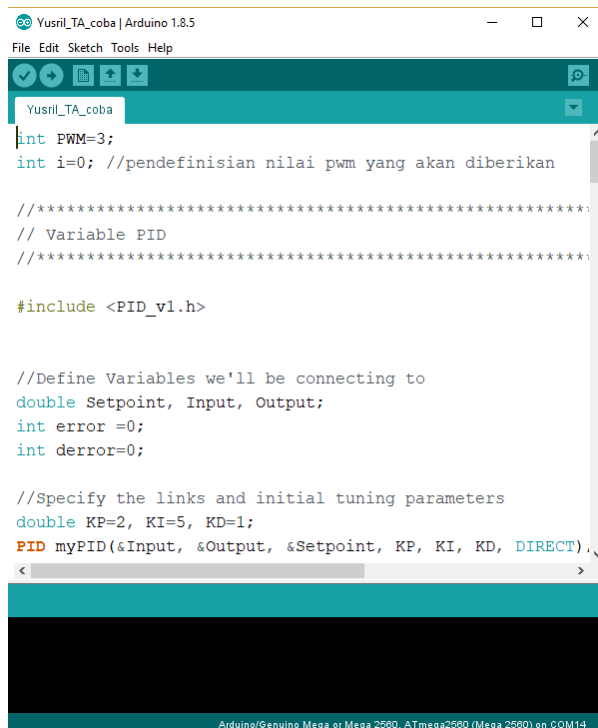 Yusril_TA_coba | Arduino 1.8.5
File Edit Sketch Tools Help
Yusril_TA_coba
int PWM=3;
int i=0; //pendefinisian nilai pwm yang akan diberikan
//********************************************************
// Variable PID
//********************************************************
#include <PID_v1.h>
//Define Variables we'll be connecting to
double Setpoint, Input, Output;
int error =0;
int derror=0;
//Specify the links and initial tuning parameters
double KP=2, KI=5, KD=1;
PID myPID(&Input, &Output, &Setpoint, KP, KI, KD, DIRECT);
Arduino/Genuino Mega or Mega 2560, ATmega2560 (Mega 2560) on COM14